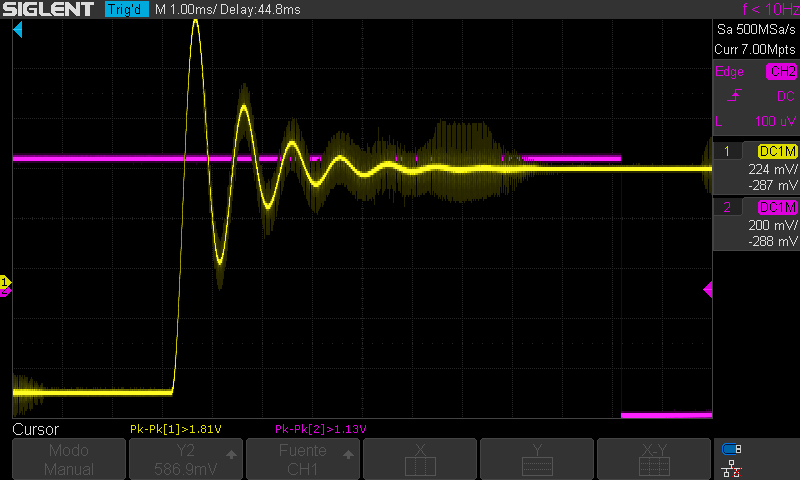 SIGLENT Trig'd M 1.00ms/ Delay:44.8ms f < 10Hz
Sa 500MSa/s
Curr 7.00Mpts
Edge CH2
DC
L 100 uV
1 DC1M
224 mV/
-287 mV
2 DC1M
200 mV/
-288 mV
1
Cursor Pk-Pk[1]>1.81V Pk-Pk[2]>1.13V
Modo Y2 Fuente X Y X-Y
Manual 586.9mV CH1